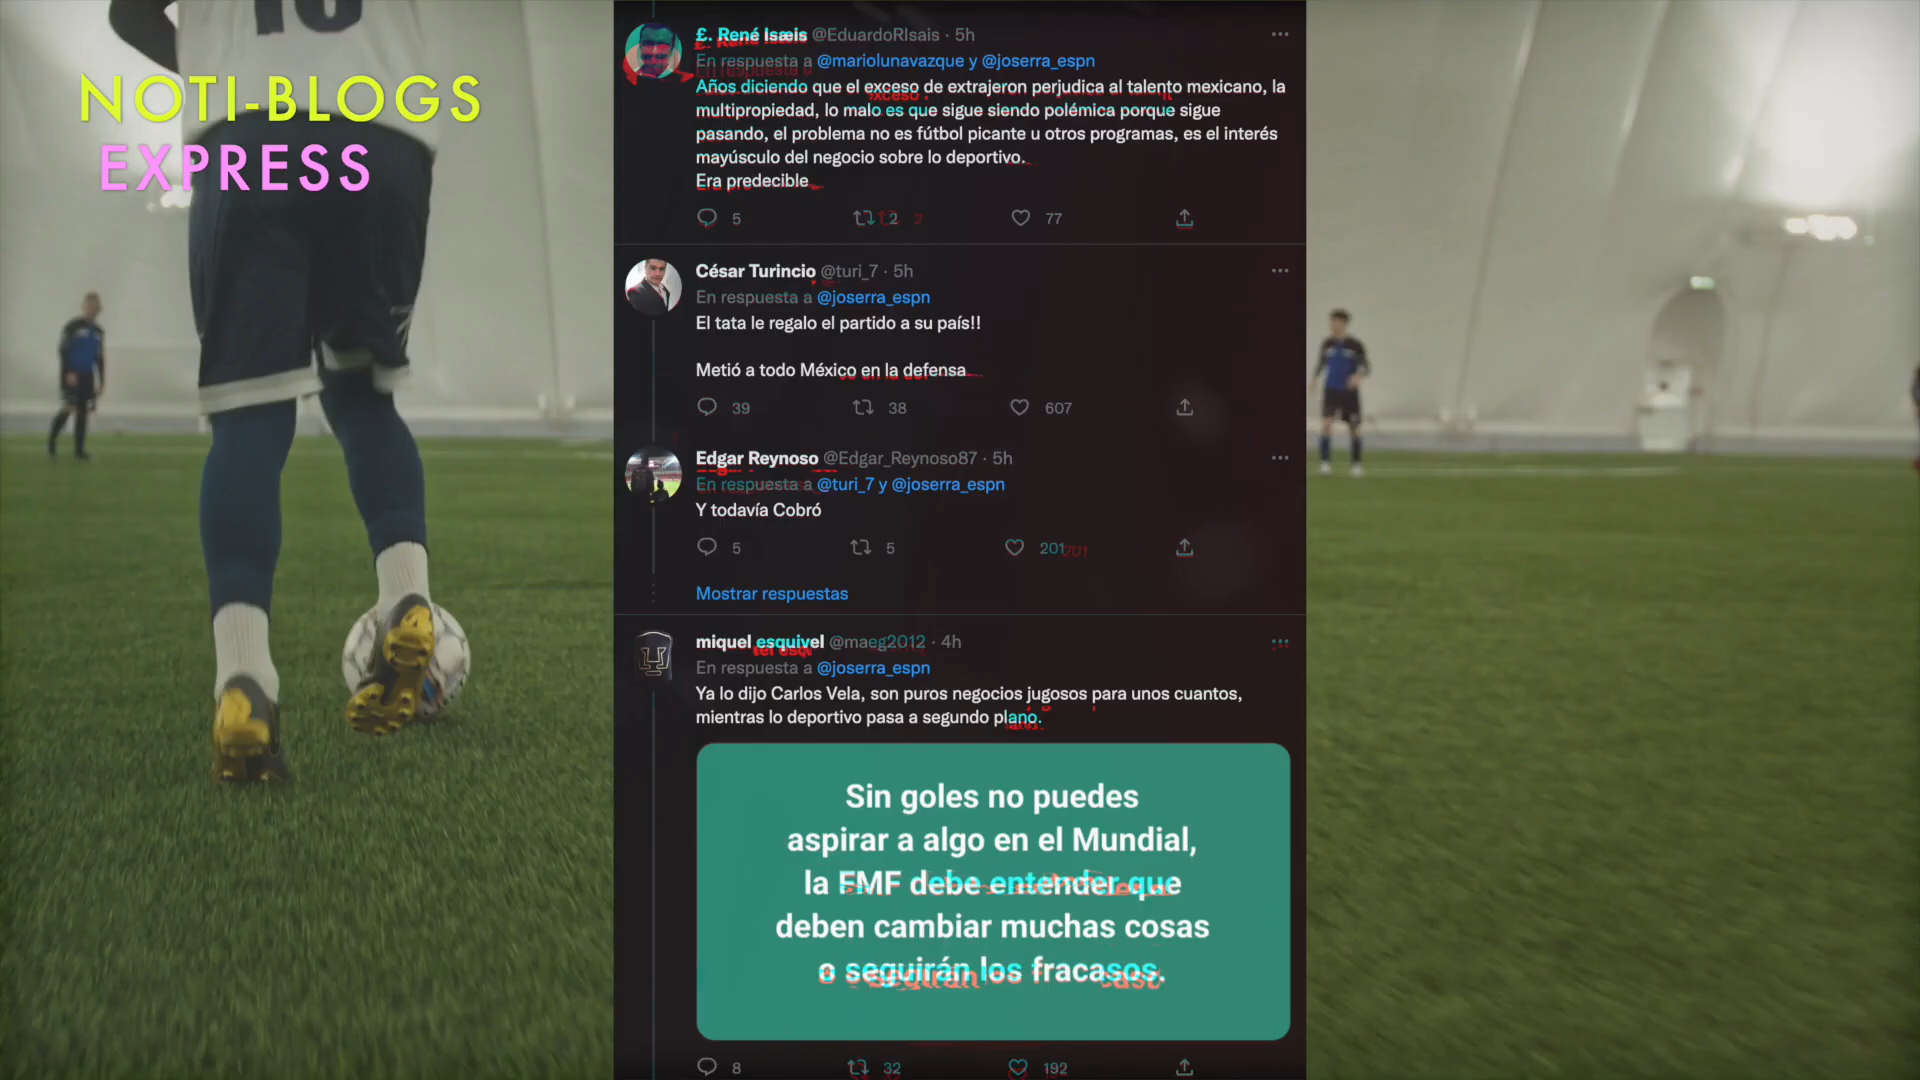 NOTI-BLOGS
EXPRESS
£. René Isæis @EduardoRIsais · 5h
En respuesta a @mariolunavazque y @joserra_espn
Años diciendo que el exceso de extrajeron perjudica al talento mexicano, la
multipropiedad, lo malo es que sigue siendo polémica porque sigue
pasando, el problema no es fútbol picante u otros programas, es el interés
mayúsculo del negocio sobre lo deportivo.
Era predecible
5 2 77
César Turincio @turi_7 · 5h
En respuesta a @joserra_espn
El tata le regalo el partido a su país!!
Metió a todo México en la defensa
39 38 607
Edgar Reynoso @Edgar_Reynoso87 · 5h
En respuesta a @turi_7 y @joserra_espn
Y todavía Cobró
5 5 201
Mostrar respuestas
miquel esquivel @maeg2012 · 4h
En respuesta a @joserra_espn
Ya lo dijo Carlos Vela, son puros negocios jugosos para unos cuantos,
mientras lo deportivo pasa a segundo plano.
Sin goles no puedes
aspirar a algo en el Mundial,
la FMF debe entender que
deben cambiar muchas cosas
o seguirán los fracasos.
8 32 192